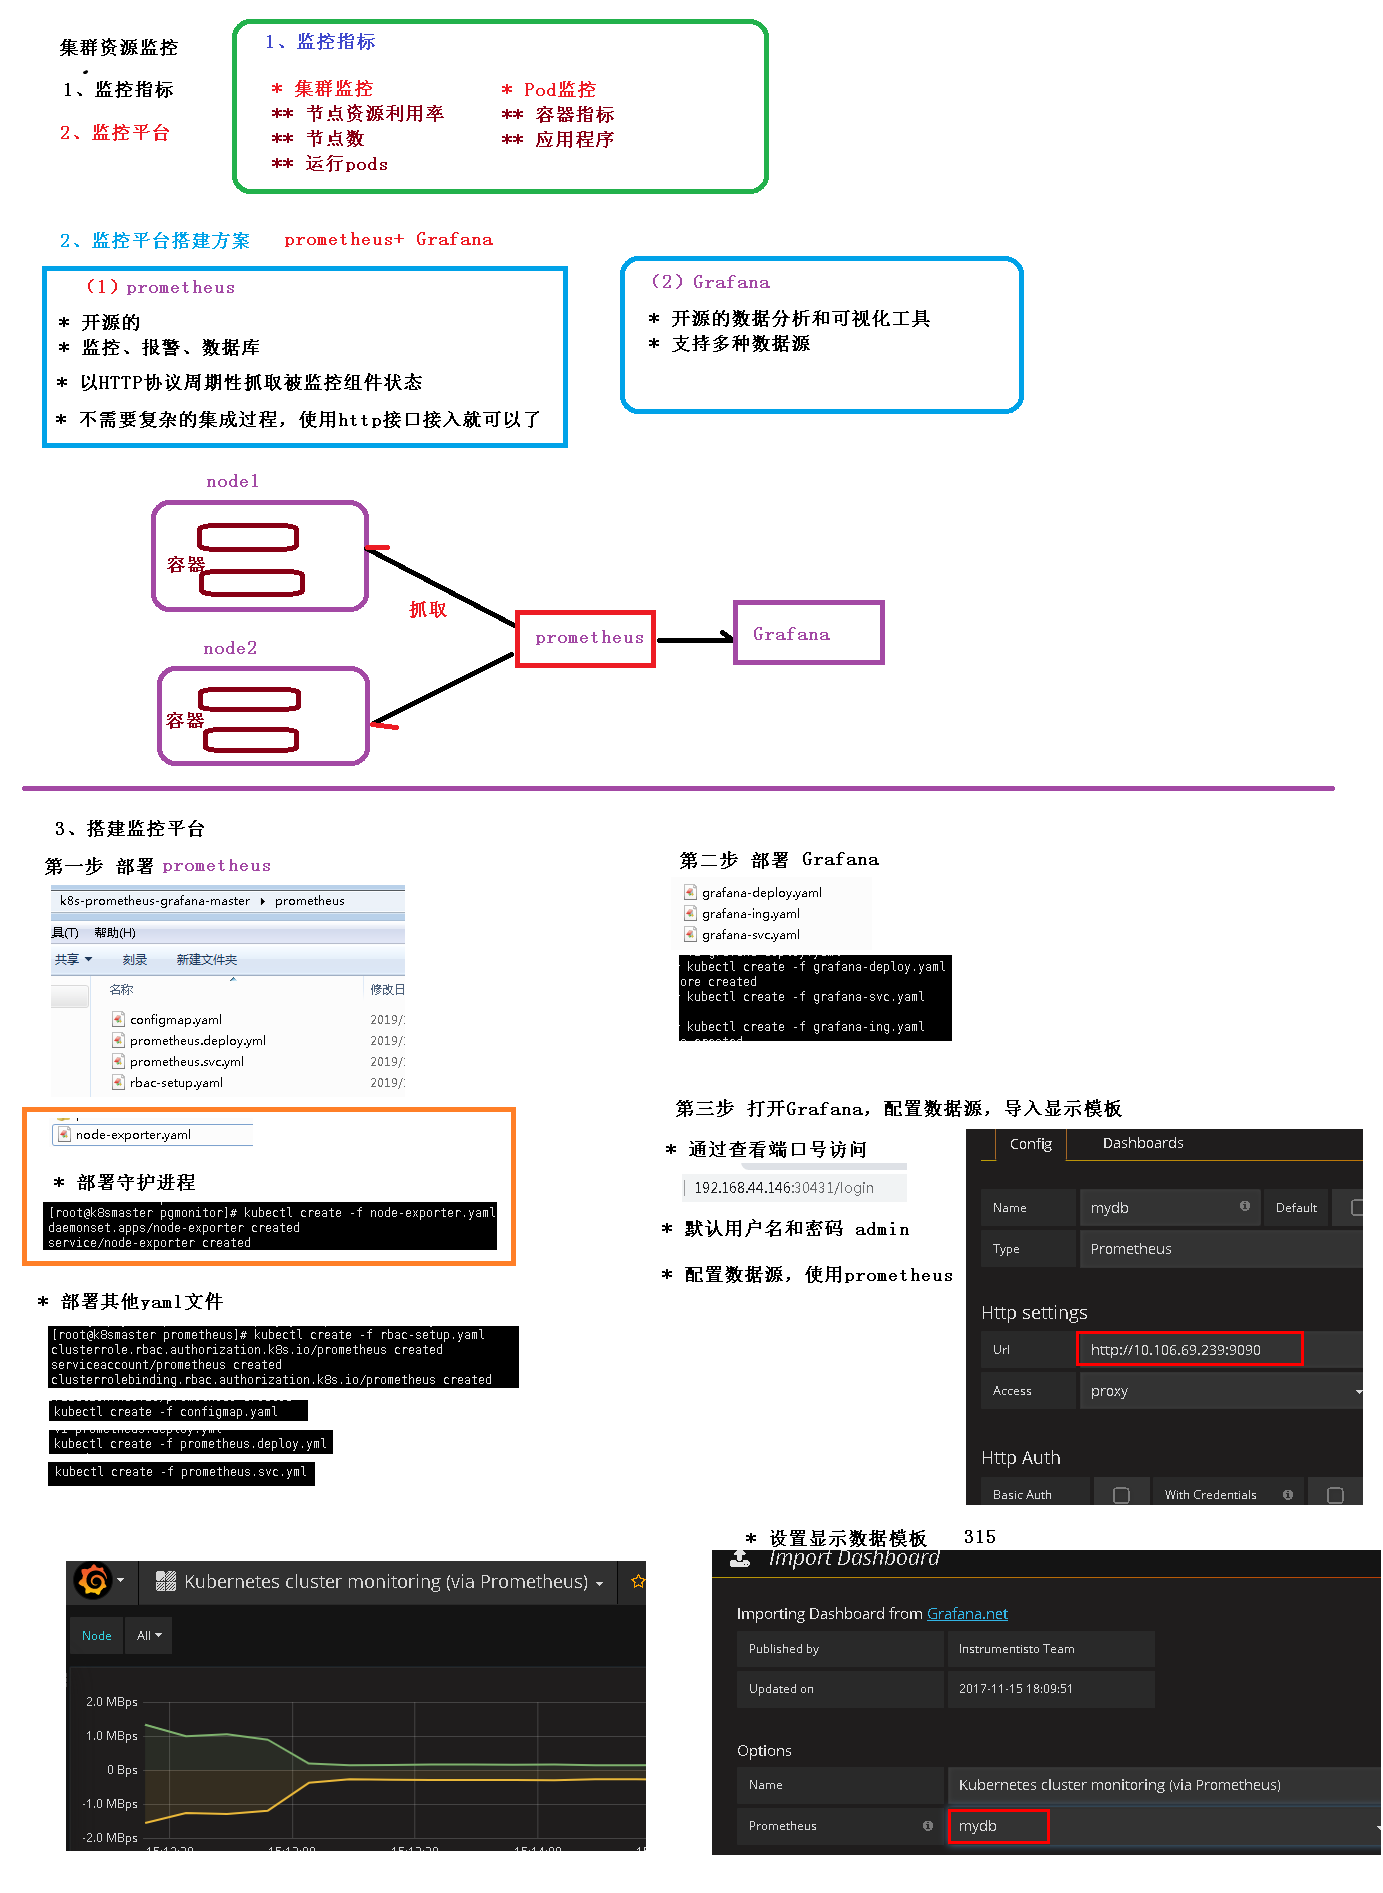 集群资源监控
1、监控指标
2、监控平台
1、监控指标
* 集群监控
** 节点资源利用率
** 节点数
** 运行pods
* Pod监控
** 容器指标
** 应用程序
2、监控平台搭建方案 prometheus+ Grafana
（1）prometheus
* 开源的
* 监控、报警、数据库
* 以HTTP协议周期性抓取被监控组件状态
* 不需要复杂的集成过程，使用http接口接入就可以了
（2）Grafana
* 开源的数据分析和可视化工具
* 支持多种数据源
node1
容器
抓取
prometheus
Grafana
node2
容器
3、搭建监控平台
第一步 部署 prometheus
k8s-prometheus-grafana-master ▸ prometheus
具(T) 帮助(H)
共享 刻录 新建文件夹
名称 修改日
configmap.yaml 2019/
prometheus.deploy.yml 2019/
prometheus.svc.yml 2019/
rbac-setup.yaml 2019/
node-exporter.yaml
* 部署守护进程
[root@k8smaster pgmonitor]# kubectl create -f node-exporter.yaml
daemonset.apps/node-exporter created
service/node-exporter created
* 部署其他yaml文件
[root@k8smaster prometheus]# kubectl create -f rbac-setup.yaml
clusterrole.rbac.authorization.k8s.io/prometheus created
serviceaccount/prometheus created
clusterrolebinding.rbac.authorization.k8s.io/prometheus created
kubectl create -f configmap.yaml
vi prometheus.deploy.yml
kubectl create -f prometheus.deploy.yml
kubectl create -f prometheus.svc.yml
第二步 部署 Grafana
grafana-deploy.yaml
grafana-ing.yaml
grafana-svc.yaml
kubectl create -f grafana-deploy.yaml
ore created
kubectl create -f grafana-svc.yaml
kubectl create -f grafana-ing.yaml
created
第三步 打开Grafana，配置数据源，导入显示模板
* 通过查看端口号访问
192.168.44.146:30431/login
* 默认用户名和密码 admin
* 配置数据源，使用prometheus
Config Dashboards
Name mydb Default
Type Prometheus
Http settings
Url http://10.106.69.239:9090
Access proxy
Http Auth
Basic Auth With Credentials
* 设置显示数据模板 315
Import Dashboard
Importing Dashboard from Grafana.net
Published by Instrumentisto Team
Updated on 2017-11-15 18:09:51
Options
Name Kubernetes cluster monitoring (via Prometheus)
Prometheus mydb
Kubernetes cluster monitoring (via Prometheus)
Node All
2.0 MBps
1.0 MBps
0 Bps
-1.0 MBps
-2.0 MBps